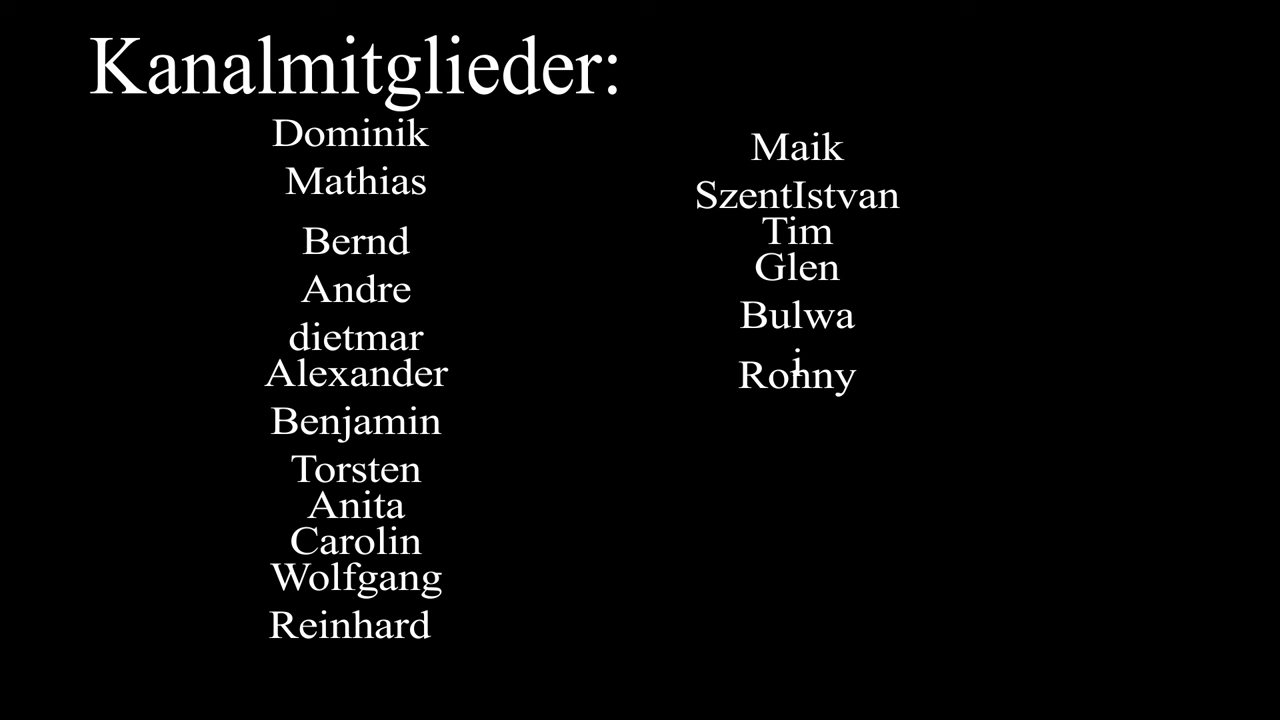 Kanalmitglieder:
Dominik
Mathias
Bernd
Andre
dietmar
Alexander
Benjamin
Torsten
Anita
Carolin
Wolfgang
Reinhard
Maik
SzentIstvan
Tim
Glen
Bulwa
i
Ronny